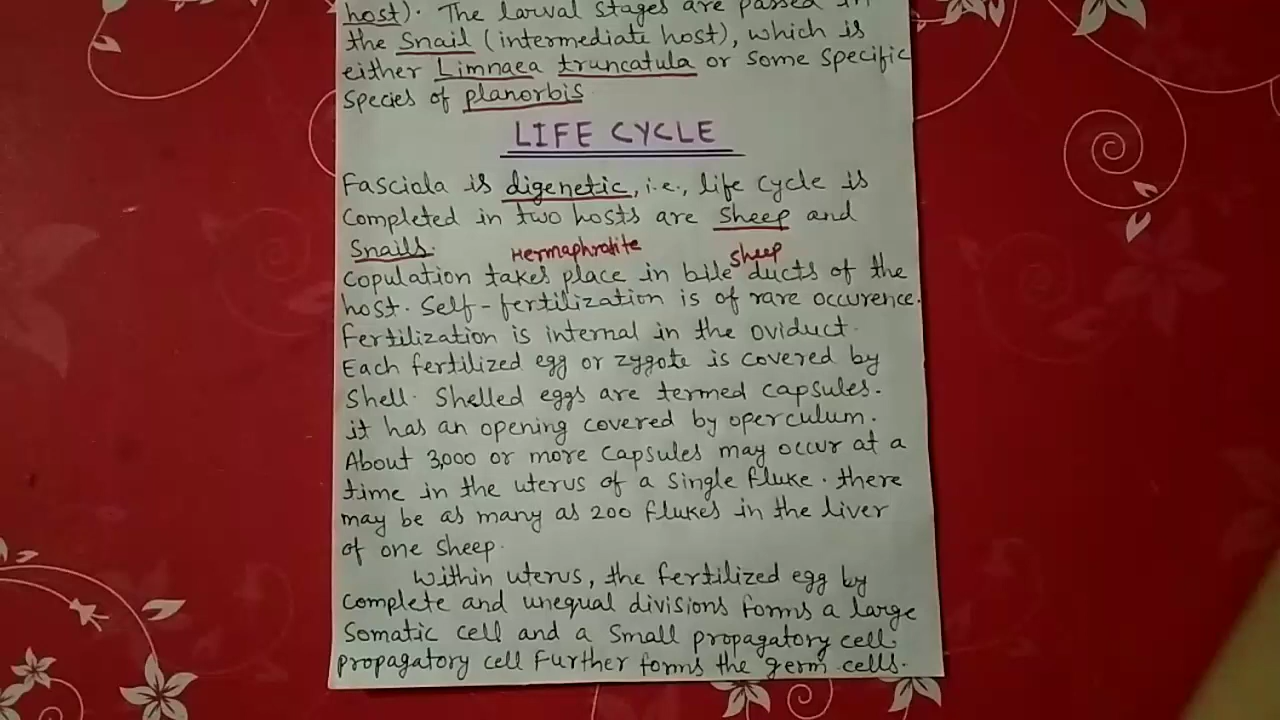 host). The larval stages are passed in
the snail (intermediate host), which is
either Limnaea truncatula or some specific
species of planorbis
LIFE CYCLE
Fasciola is digenetic, i.e., life cycle is
completed in two hosts are sheep and
snails.
Hermaphrotite sheep
copulation takes place in bile ducts of the
host. Self-fertilization is of rare occurence.
Fertilization is internal in the oviduct.
Each fertilized egg or zygote is covered by
shell. Shelled eggs are termed capsules.
it has an opening covered by operculum.
About 3,000 or more capsules may occur at a
time in the uterus of a single fluke. there
may be as many as 200 flukes in the liver
of one sheep.
Within uterus, the fertilized egg by
complete and unequal divisions forms a large
somatic cell and a small propagatory cell.
propagatory cell further forms the germ cells.